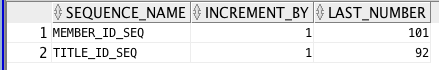 SEQUENCE_NAME INCREMENT_BY LAST_NUMBER
1 MEMBER_ID_SEQ 1 101
2 TITLE_ID_SEQ 1 92